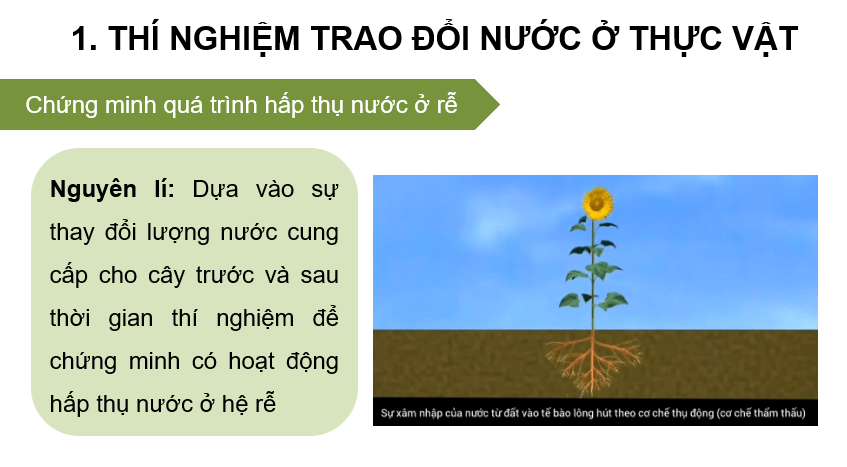 1. THÍ NGHIỆM TRAO ĐỔI NƯỚC Ở THỰC VẬT
Chứng minh quá trình hấp thụ nước ở rễ
Nguyên lí: Dựa vào sự
thay đổi lượng nước cung
cấp cho cây trước và sau
thời gian thí nghiệm để
chứng minh có hoạt động
hấp thụ nước ở hệ rễ
Sự xâm nhập của nước từ đất vào tế bào lông hút theo cơ chế thụ động (cơ chế thẩm thấu)